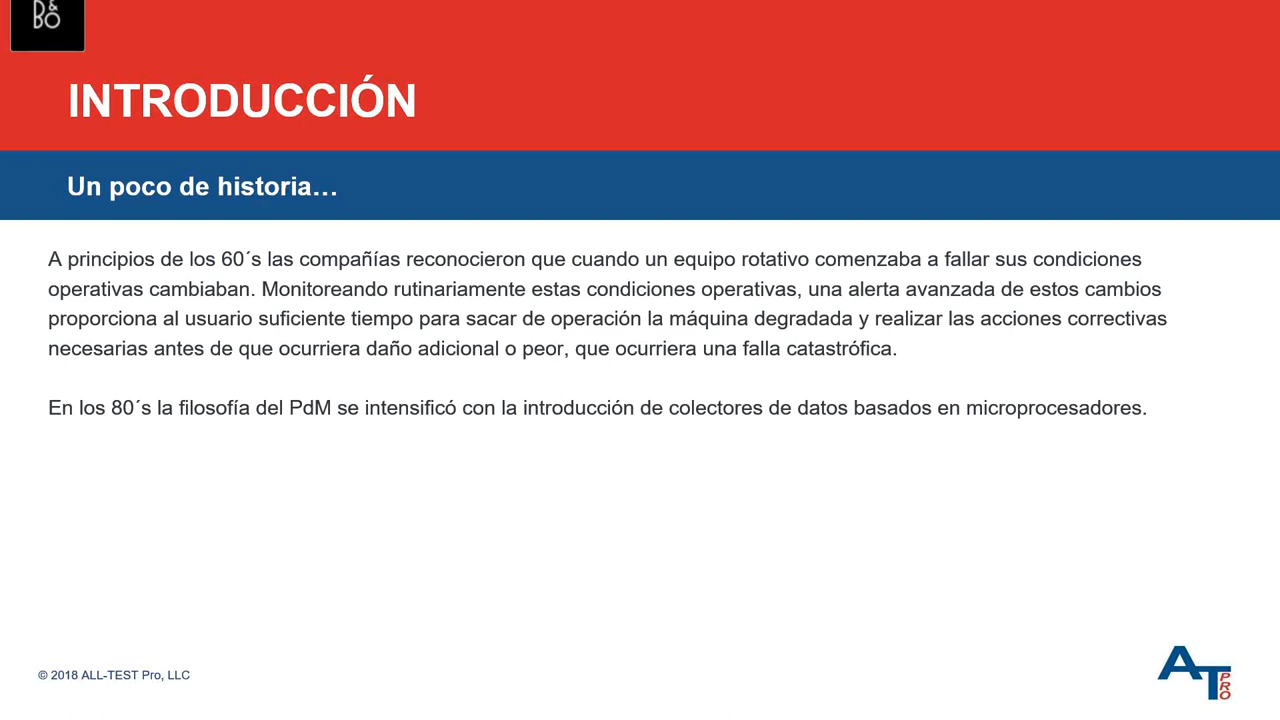 D&
BO
INTRODUCCIÓN
Un poco de historia…
A principios de los 60´s las compañías reconocieron que cuando un equipo rotativo comenzaba a fallar sus condiciones
operativas cambiaban. Monitoreando rutinariamente estas condiciones operativas, una alerta avanzada de estos cambios
proporciona al usuario suficiente tiempo para sacar de operación la máquina degradada y realizar las acciones correctivas
necesarias antes de que ocurriera daño adicional o peor, que ocurriera una falla catastrófica.
En los 80´s la filosofía del PdM se intensificó con la introducción de colectores de datos basados en microprocesadores.
© 2018 ALL-TEST Pro, LLC
AT PRO